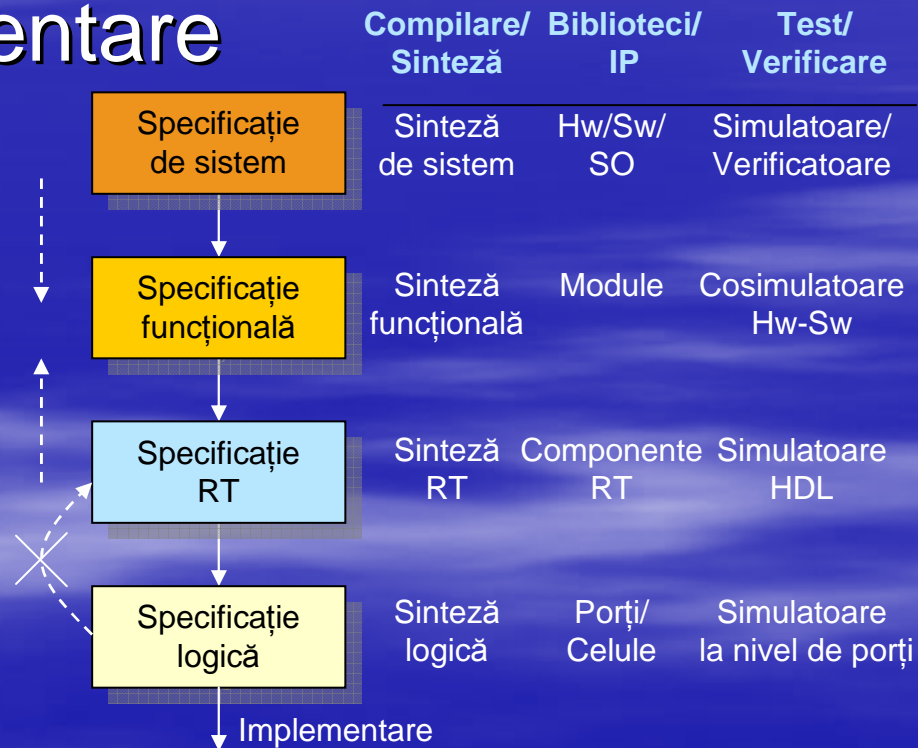 entare
Compilare/ Biblioteci/ Test/
Sinteză IP Verificare
Specificație
de sistem
Sinteză Hw/Sw/ Simulatoare/
de sistem SO Verificatoare
Specificație
funcțională
Sinteză Module Cosimulatoare
funcțională Hw-Sw
Specificație
RT
Sinteză Componente Simulatoare
RT RT HDL
Specificație
logică
Sinteză Porți/ Simulatoare
logică Celule la nivel de porți
Implementare